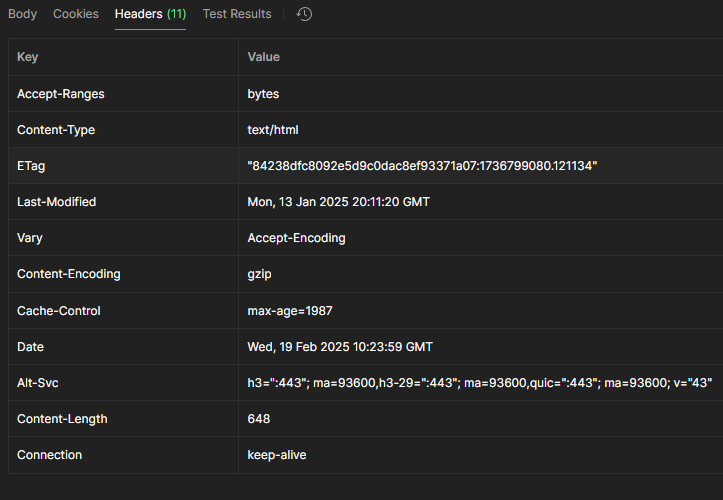 Body Cookies Headers (11) Test Results
Key Value
Accept-Ranges bytes
Content-Type text/html
ETag "84238dfc8092e5d9c0dac8ef93371a07:1736799080.121134"
Last-Modified Mon, 13 Jan 2025 20:11:20 GMT
Vary Accept-Encoding
Content-Encoding gzip
Cache-Control max-age=1987
Date Wed, 19 Feb 2025 10:23:59 GMT
Alt-Svc h3=":443"; ma=93600,h3-29=":443"; ma=93600,quic=":443"; ma=93600; v="43"
Content-Length 648
Connection keep-alive